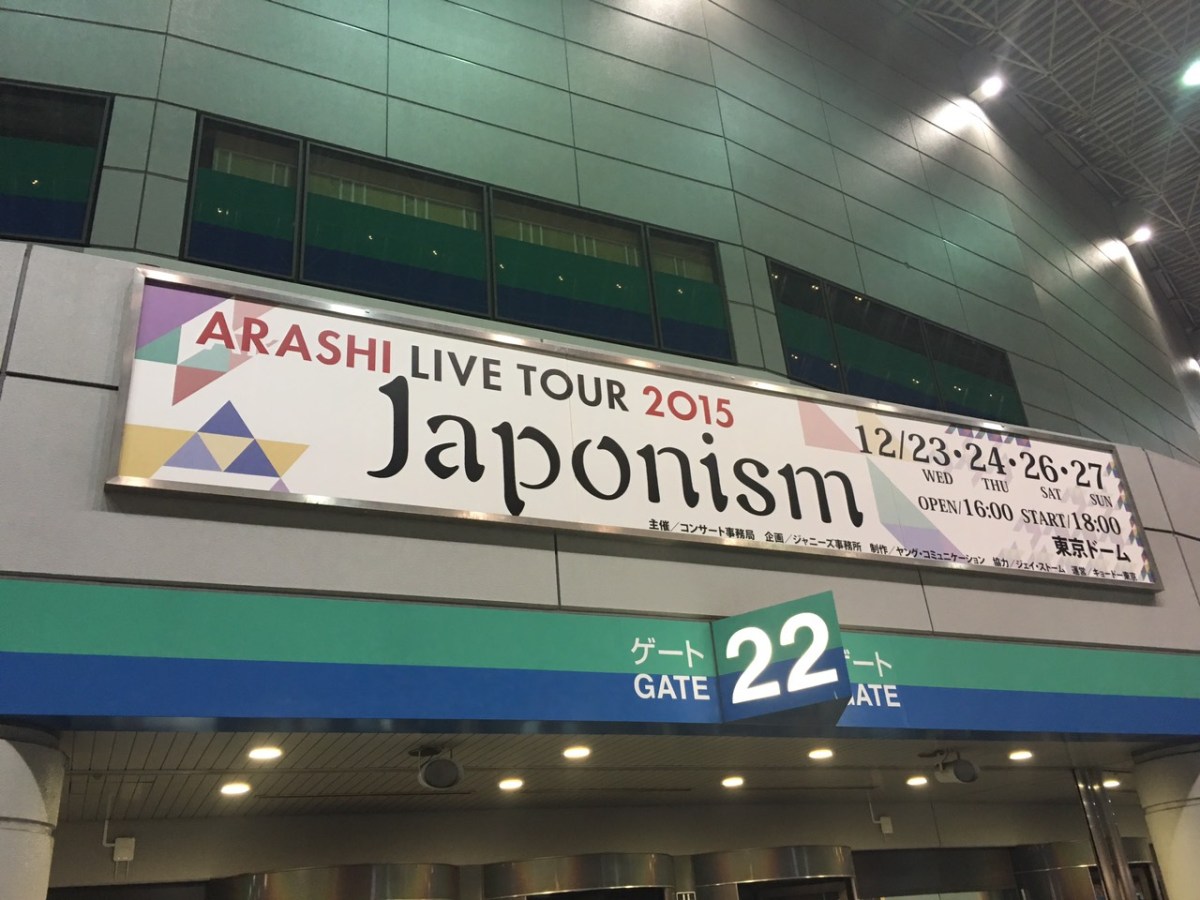 ARASHI LIVE TOUR 2015
Japonism
12/23・24・26・27
WED THU SAT SUN
OPEN/16:00 START/18:00
東京ドーム
主催/コンサート事務局 企画/ジャニーズ事務所 制作/ヤング・コミュニケーション 協力/ジェイ・ストーム 運営/キョードー東京
ゲート
GATE
22
ート
ATE